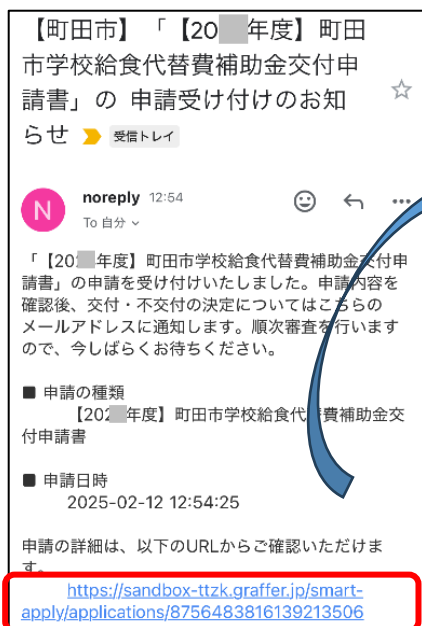 【町田市】「【20 年度】町田
市学校給食代替費補助金交付申
請書」の 申請受け付けのお知
らせ 受信トレイ
N noreply 12:54
To 自分
「【20 年度】町田市学校給食代替費補助金交付申
請書」の申請を受け付けいたしました。申請内容を
確認後、交付・不交付の決定についてはこちらの
メールアドレスに通知します。順次審査を行います
ので、今しばらくお待ちください。
■ 申請の種類
【202 年度】町田市学校給食代 費補助金交
付申請書
■ 申請日時
2025-02-12 12:54:25
申請の詳細は、以下のURLからご確認いただけま
す。
https://sandbox-ttzk.graffer.jp/smart-
apply/applications/8756483816139213506